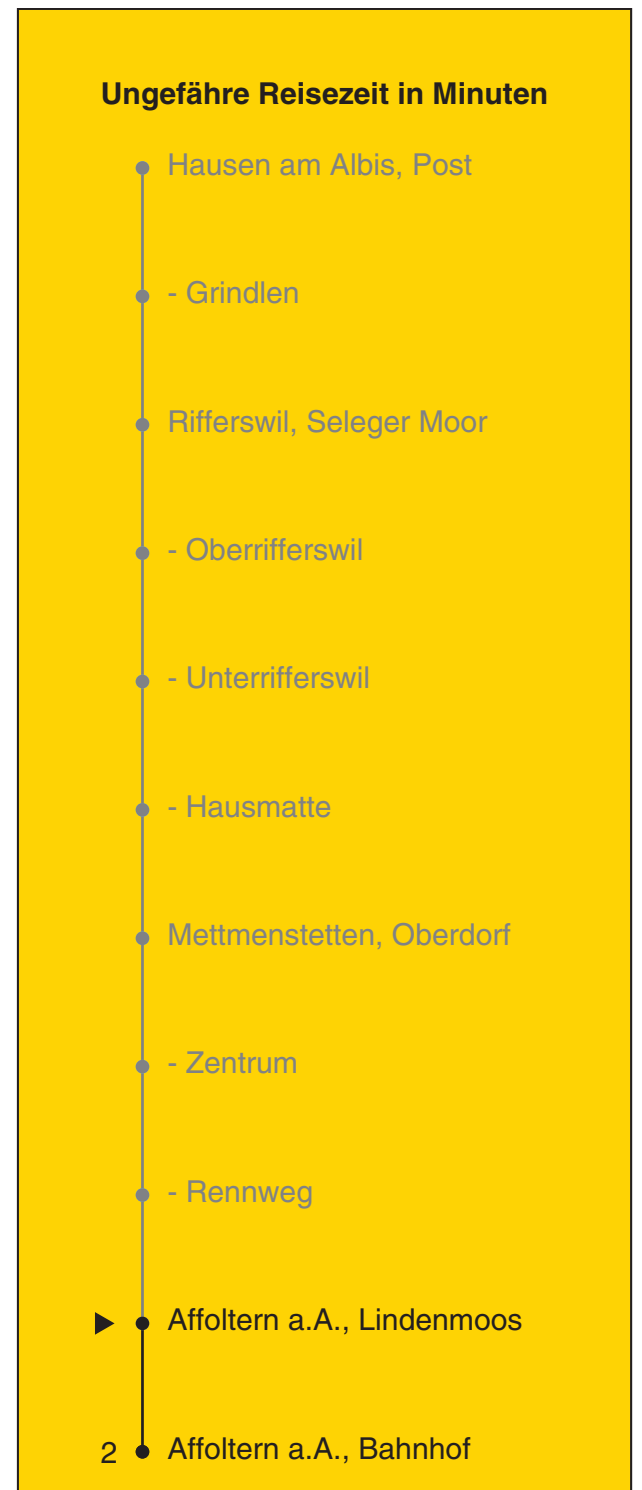 Ungefähre Reisezeit in Minuten
Hausen am Albis, Post
- Grindlen
Rifferswil, Seleger Moor
- Oberrifferswil
- Unterrifferswil
- Hausmatte
Mettmenstetten, Oberdorf
- Zentrum
- Rennweg
Affoltern a.A., Lindenmoos
2 Affoltern a.A., Bahnhof